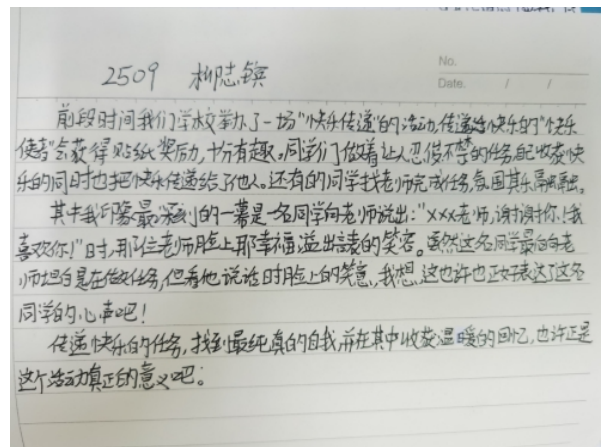 No.
Date. / /
2509 柳志锳
前段时间我们学校举办了一场"快乐传递"的活动,传递出快乐的"快乐
使者"会获得贴纸奖励,十分有趣。同学们做着让人忍俊不禁的任务,自己收获快
乐的同时也把快乐传递给了他人。还有的同学找老师完成任务,氛围其乐融融。
其中我印象最深刻的一幕是一名同学向老师说出:"XXX老师,谢谢你!我
喜欢你!"时,那位老师脸上那幸福溢出言表的笑容。虽然这名同学最后向老
师坦白是在做任务,但看他说话时脸上的笑意,我想,这也许也正好表达了这名
同学的心声吧!
传递快乐的任务,找到最纯真的自我,并在其中收获温暖的回忆,也许正是
这个活动真正的意义吧。